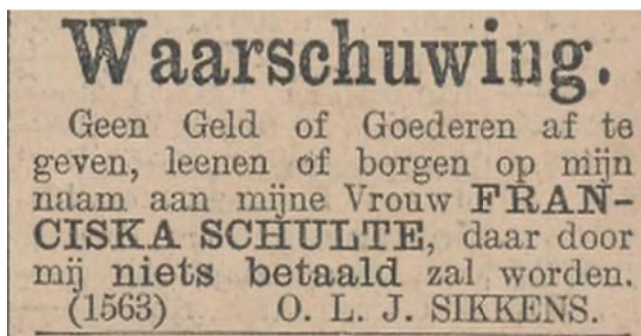 Waarschuwing.
Geen Geld of Goederen af te
geven, leenen of borgen op mijn
naam aan mijne Vrouw FRAN-
CISKA SCHULTE, daar door
mij niets betaald zal worden.
(1563) O. L. J. SIKKENS.